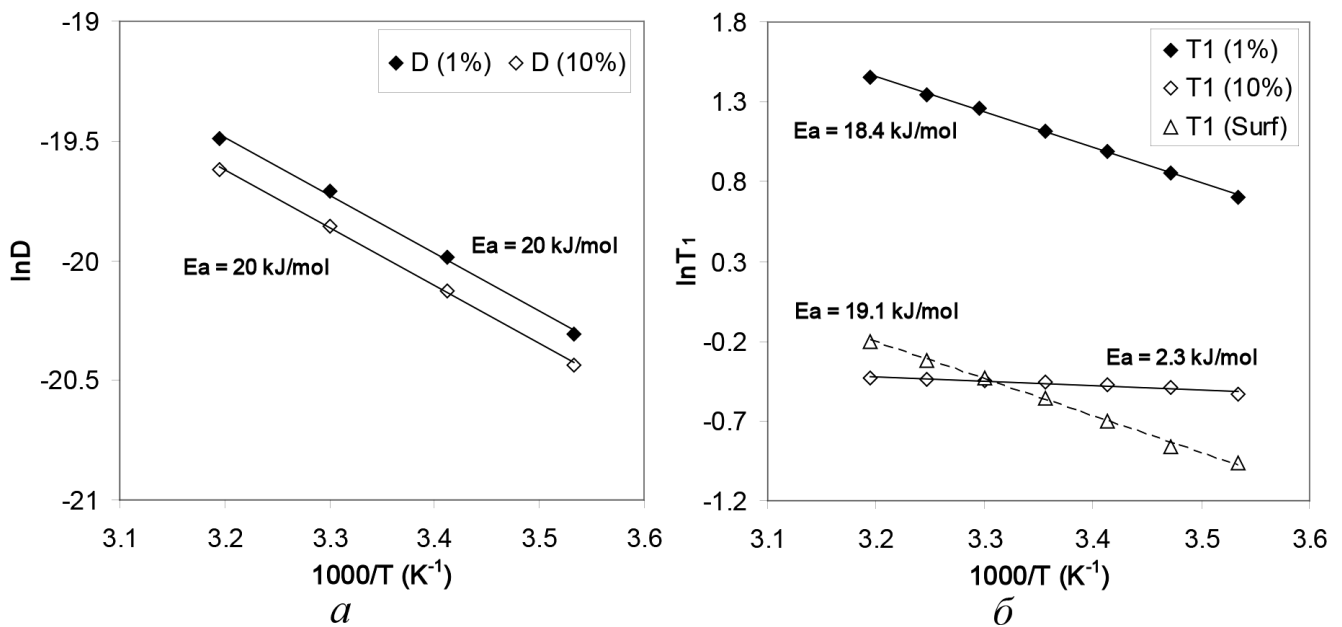 -19
-19.5
-20
-20.5
-21
lnD
D (1%) D (10%)
Ea = 20 kJ/mol
Ea = 20 kJ/mol
3.1 3.2 3.3 3.4 3.5 3.6
1000/T (K⁻¹)
а
1.8
1.3
0.8
0.3
-0.2
-0.7
-1.2
lnT₁
T1 (1%)
T1 (10%)
T1 (Surf)
Ea = 18.4 kJ/mol
Ea = 19.1 kJ/mol
Ea = 2.3 kJ/mol
3.1 3.2 3.3 3.4 3.5 3.6
1000/T (K⁻¹)
б